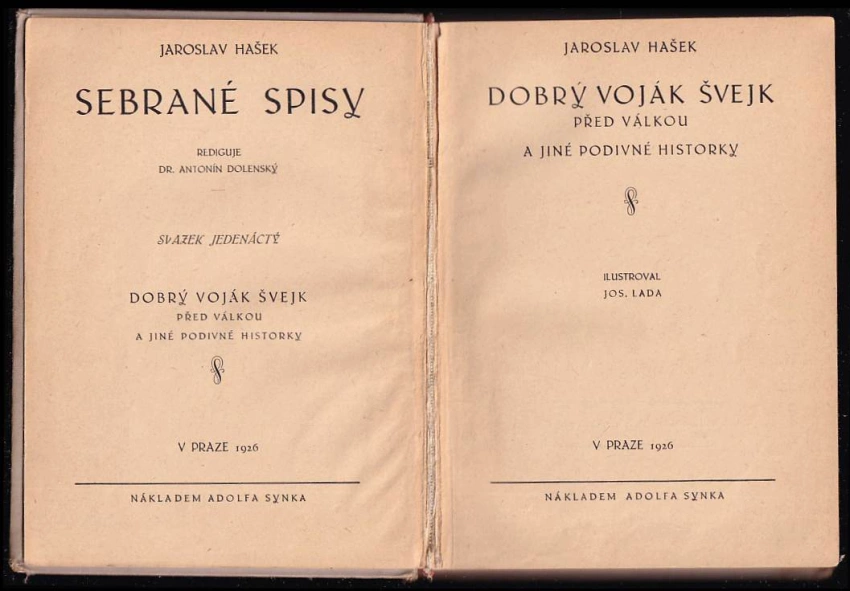 JAROSLAV HAŠEK
SEBRANÉ SPISY
REDIGUJE
DR. ANTONÍN DOLENSKÝ
SVAZEK JEDENÁCTÝ
DOBRÝ VOJÁK ŠVEJK
PŘED VÁLKOU
A JINÉ PODIVNÉ HISTORKY
V PRAZE 1926
NÁKLADEM ADOLFA SYNKA
JAROSLAV HAŠEK
DOBRÝ VOJÁK ŠVEJK
PŘED VÁLKOU
A JINÉ PODIVNÉ HISTORKY
ILUSTROVAL
JOS. LADA
V PRAZE 1926
NÁKLADEM ADOLFA SYNKA